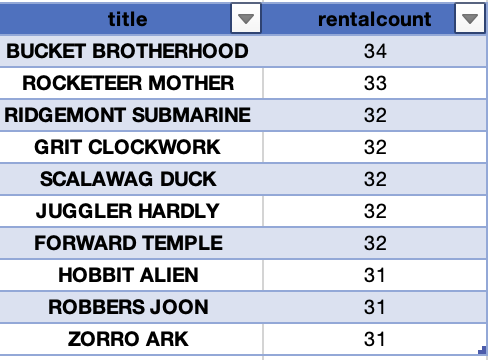 title rentalcount
BUCKET BROTHERHOOD 34
ROCKETEER MOTHER 33
RIDGEMONT SUBMARINE 32
GRIT CLOCKWORK 32
SCALAWAG DUCK 32
JUGGLER HARDLY 32
FORWARD TEMPLE 32
HOBBIT ALIEN 31
ROBBERS JOON 31
ZORRO ARK 31